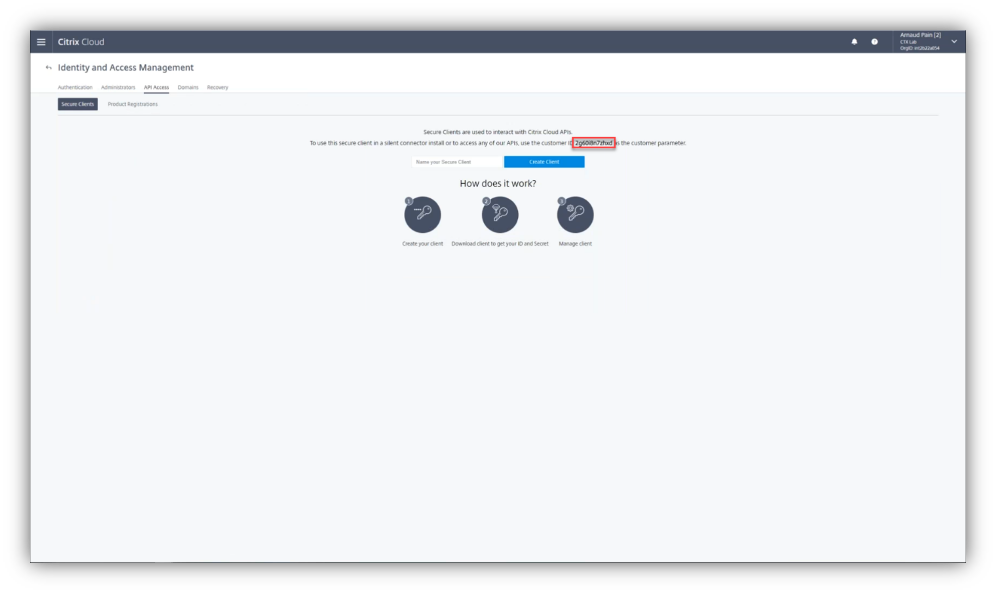 Citrix Cloud
Arnaud Pain [2]
CTX Lab
Identity and Access Management
Authentication Administrators API Access Domains Recovery
Secure Clients Product Registrations
Secure Clients are used to interact with Citrix Cloud APIs.
To use this secure client in a silent connector install or to access any of our APIs, use the customer as the customer parameter.
Name your Secure Client Create Client
How does it work?
1 2 3
Create your client Download client to get your ID and Secret Manage client